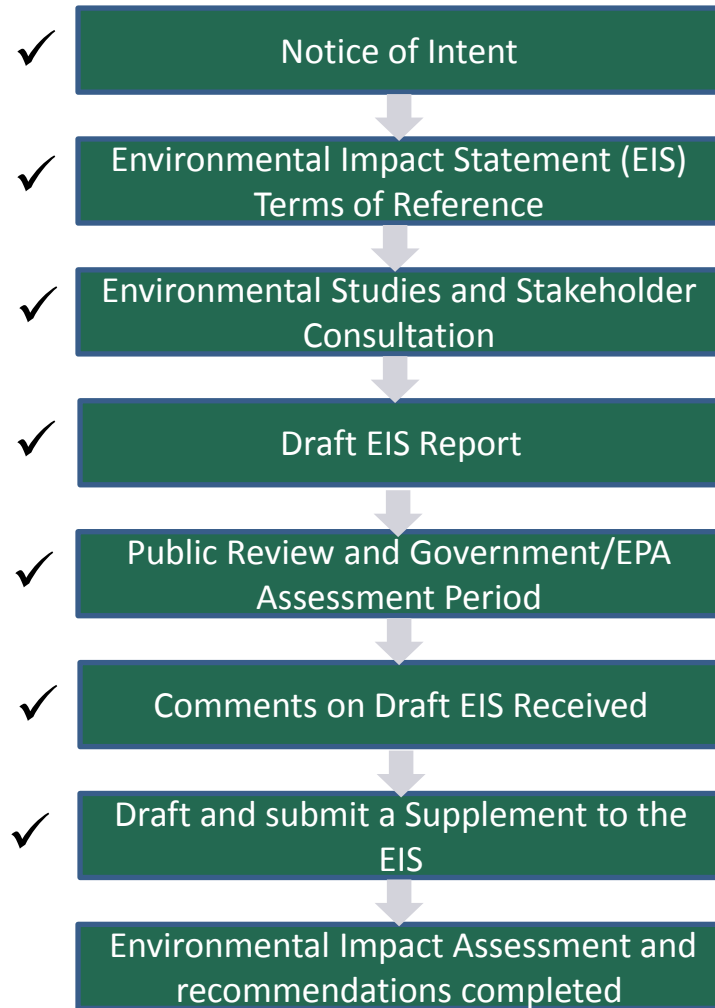 Notice of Intent
Environmental Impact Statement (EIS)
Terms of Reference
Environmental Studies and Stakeholder
Consultation
Draft EIS Report
Public Review and Government/EPA
Assessment Period
Comments on Draft EIS Received
Draft and submit a Supplement to the
EIS
Environmental Impact Assessment and
recommendations completed